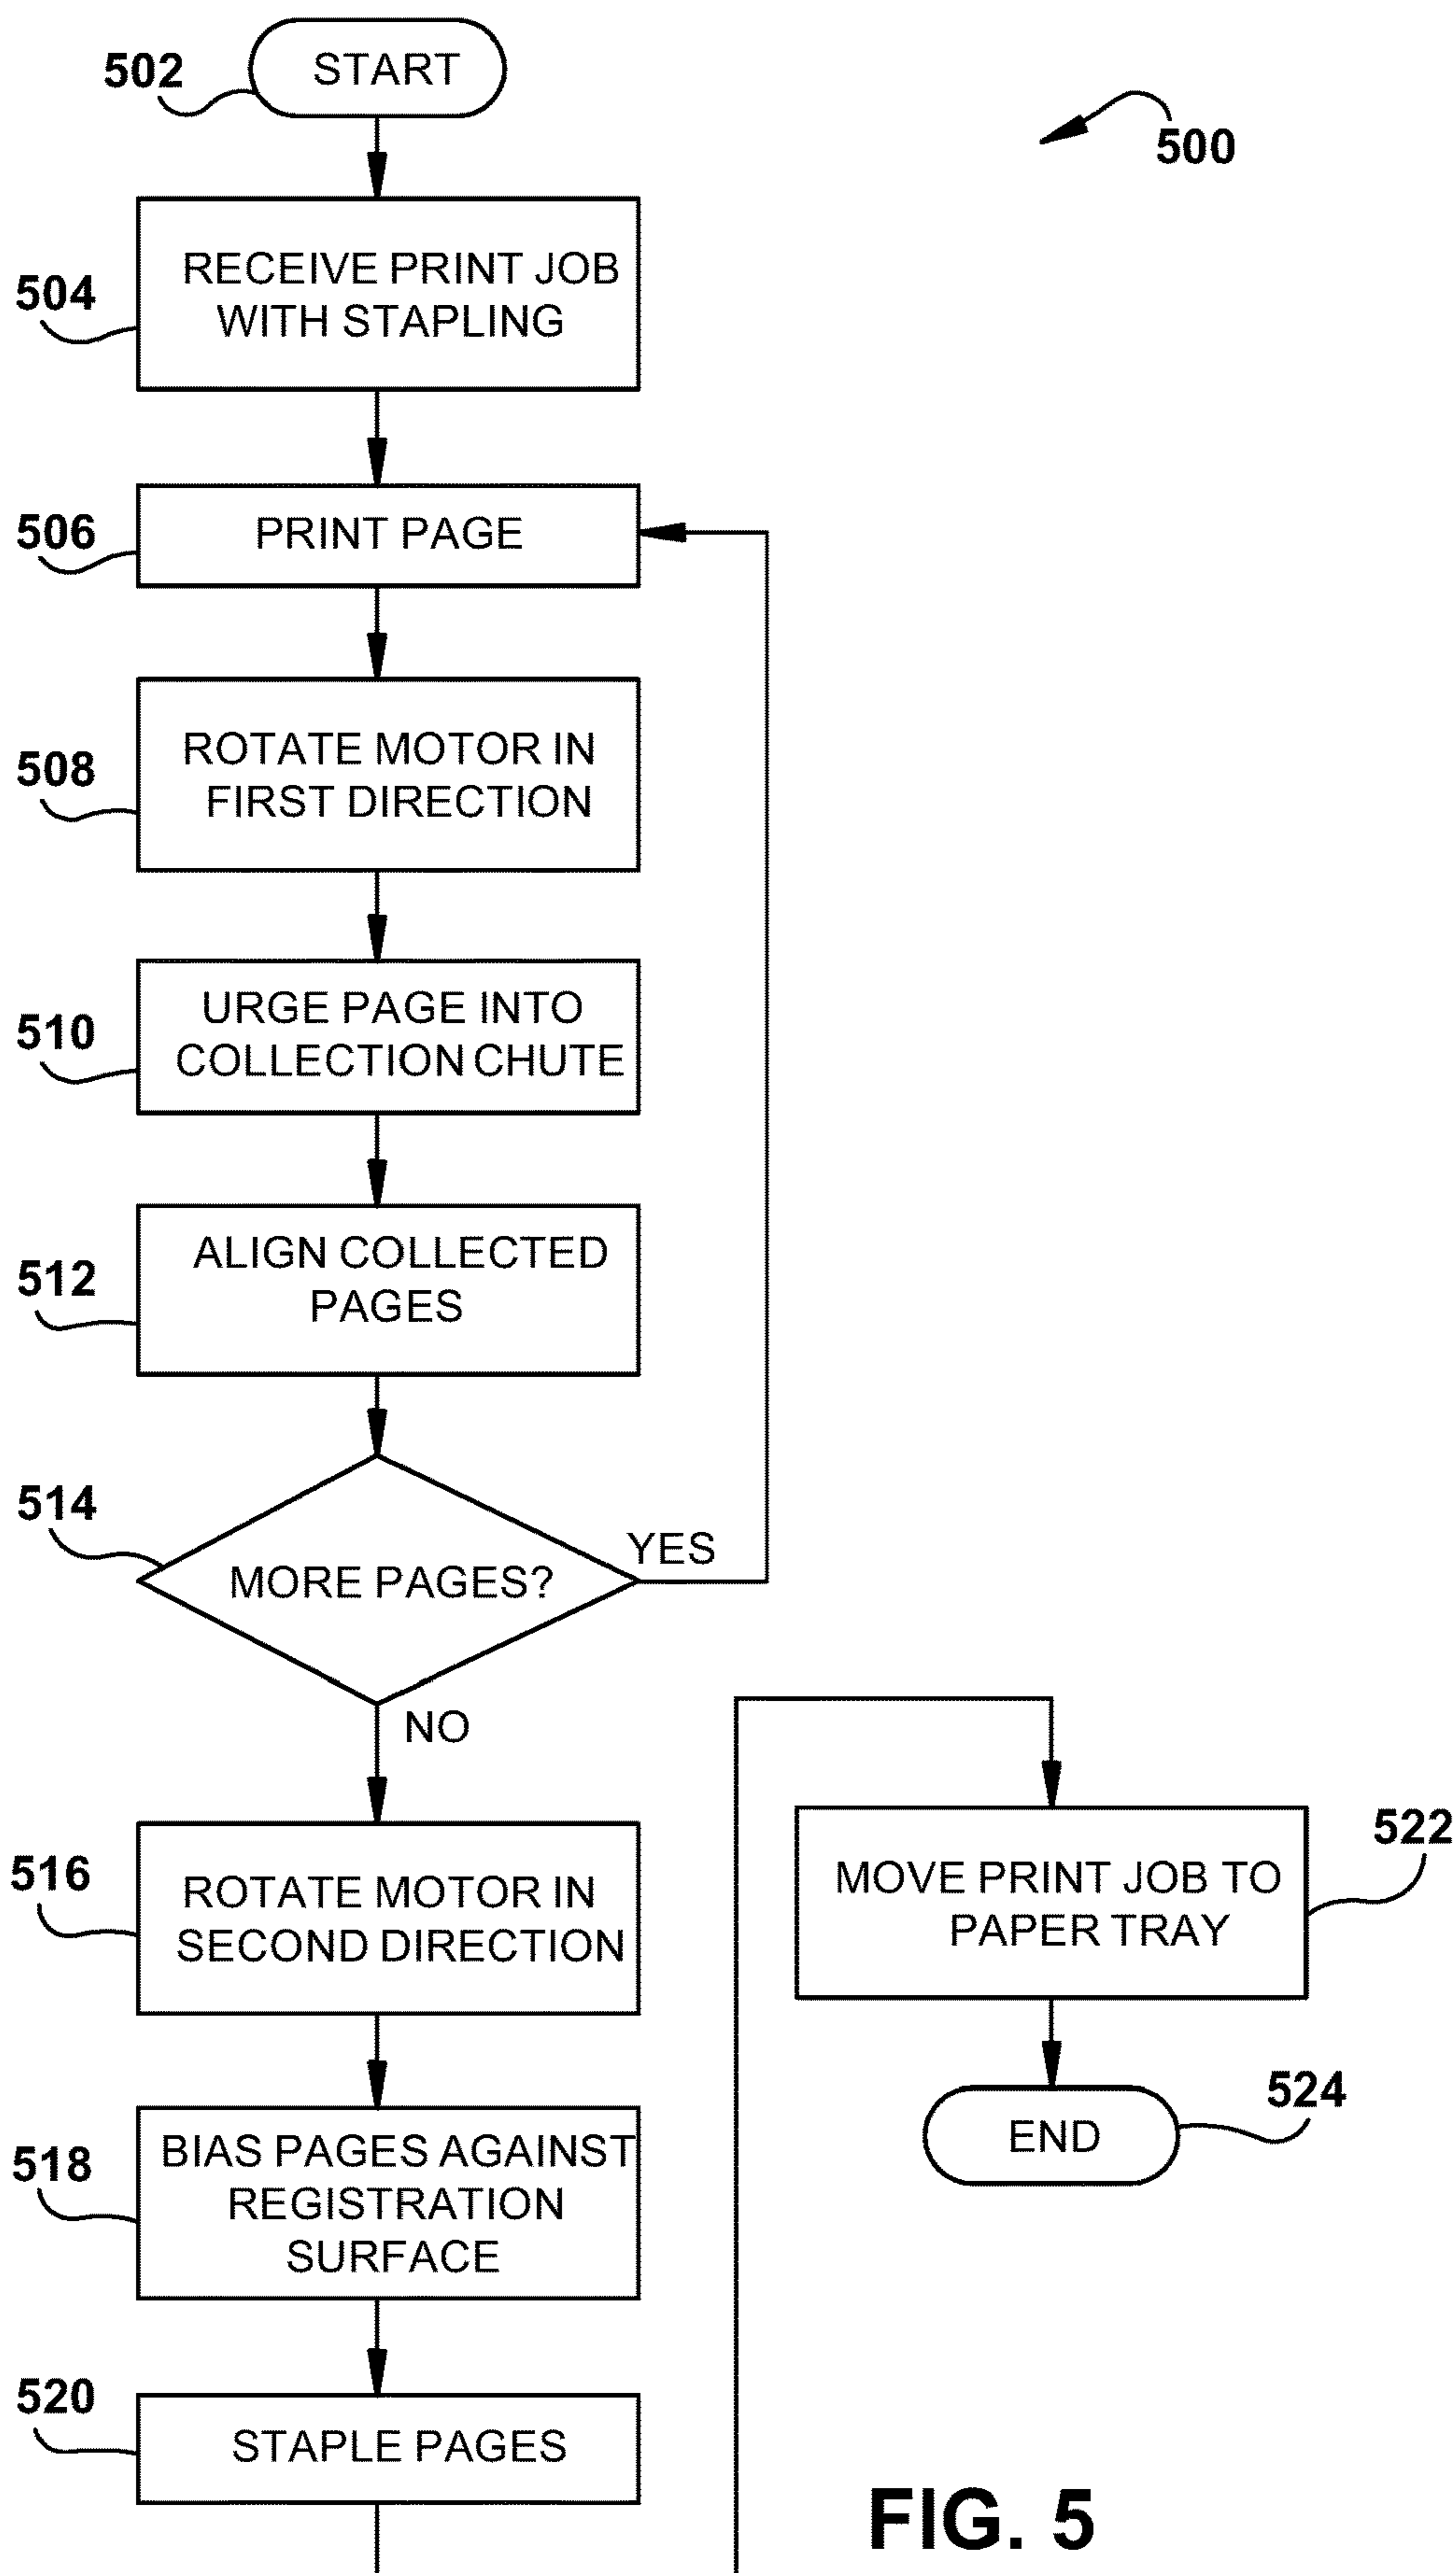 502
START
500
504
RECEIVE PRINT JOB
WITH STAPLING
506
PRINT PAGE
508
ROTATE MOTOR IN
FIRST DIRECTION
510
URGE PAGE INTO
COLLECTION CHUTE
512
ALIGN COLLECTED
PAGES
514
MORE PAGES?
YES
NO
516
ROTATE MOTOR IN
SECOND DIRECTION
518
BIAS PAGES AGAINST
REGISTRATION
SURFACE
520
STAPLE PAGES
522
MOVE PRINT JOB TO
PAPER TRAY
524
END
FIG. 5